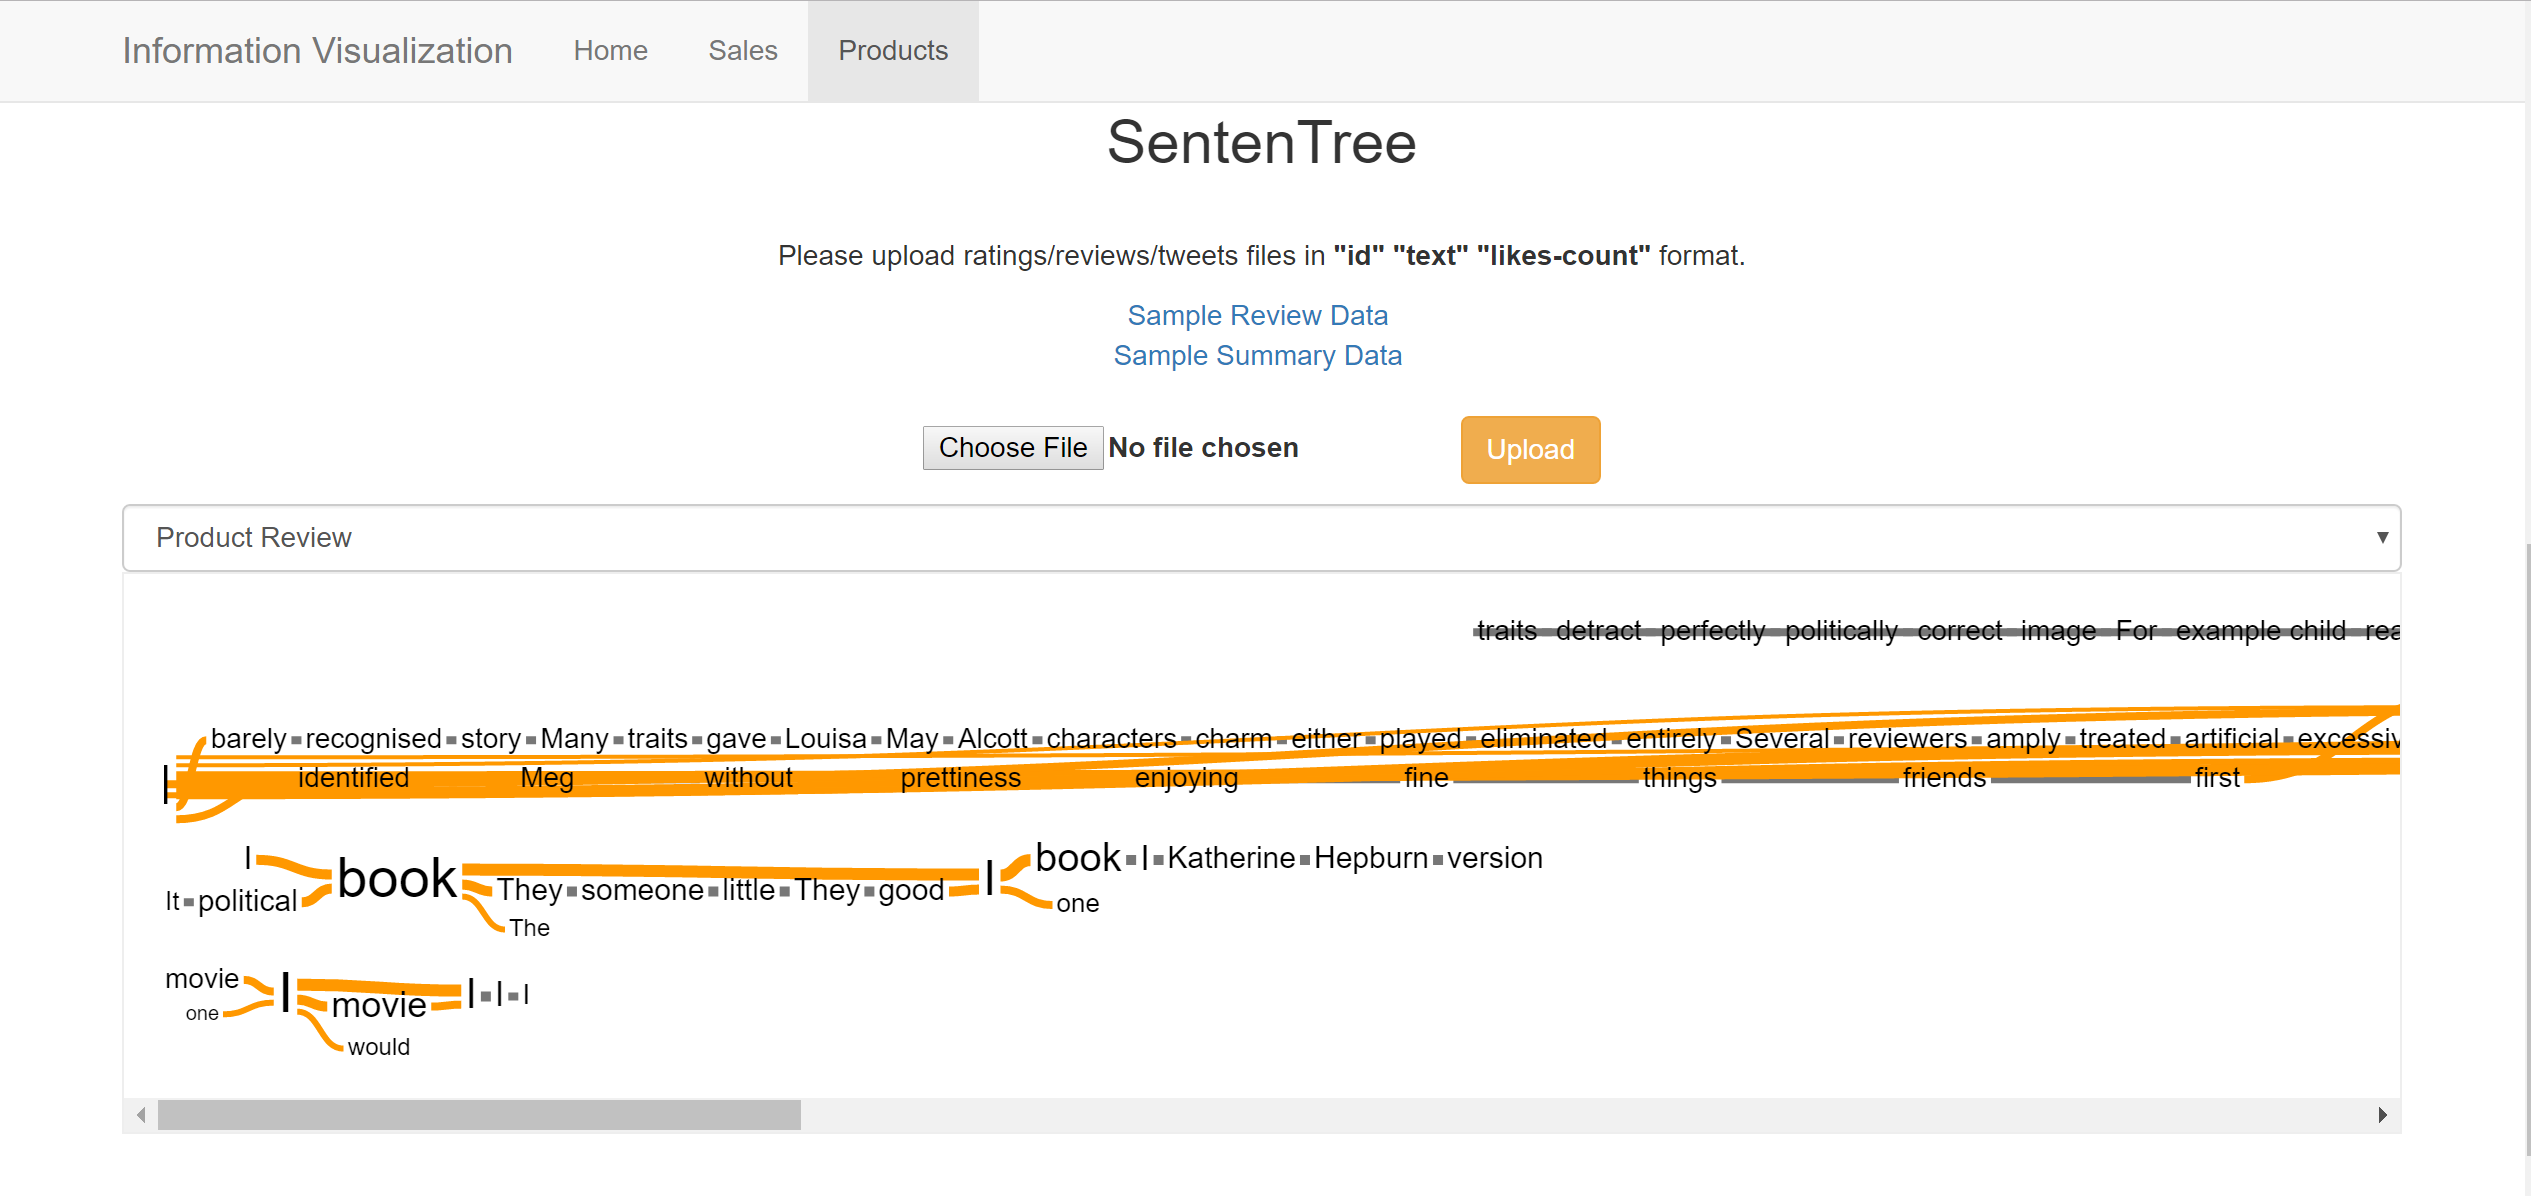 Information Visualization Home Sales Products
SentenTree
Please upload ratings/reviews/tweets files in "id" "text" "likes-count" format.
Sample Review Data
Sample Summary Data
Choose File No file chosen Upload
Product Review
traits detract perfectly politically correct image For example child rea
barely recognised story Many traits gave Louisa May Alcott characters charm either played eliminated entirely Several reviewers amply treated artificial excessiv
I identified Meg without prettiness enjoying fine things friends first
I book I book I Katherine Hepburn version
It political They someone little They good one
The
movie I movie I I I
one
would